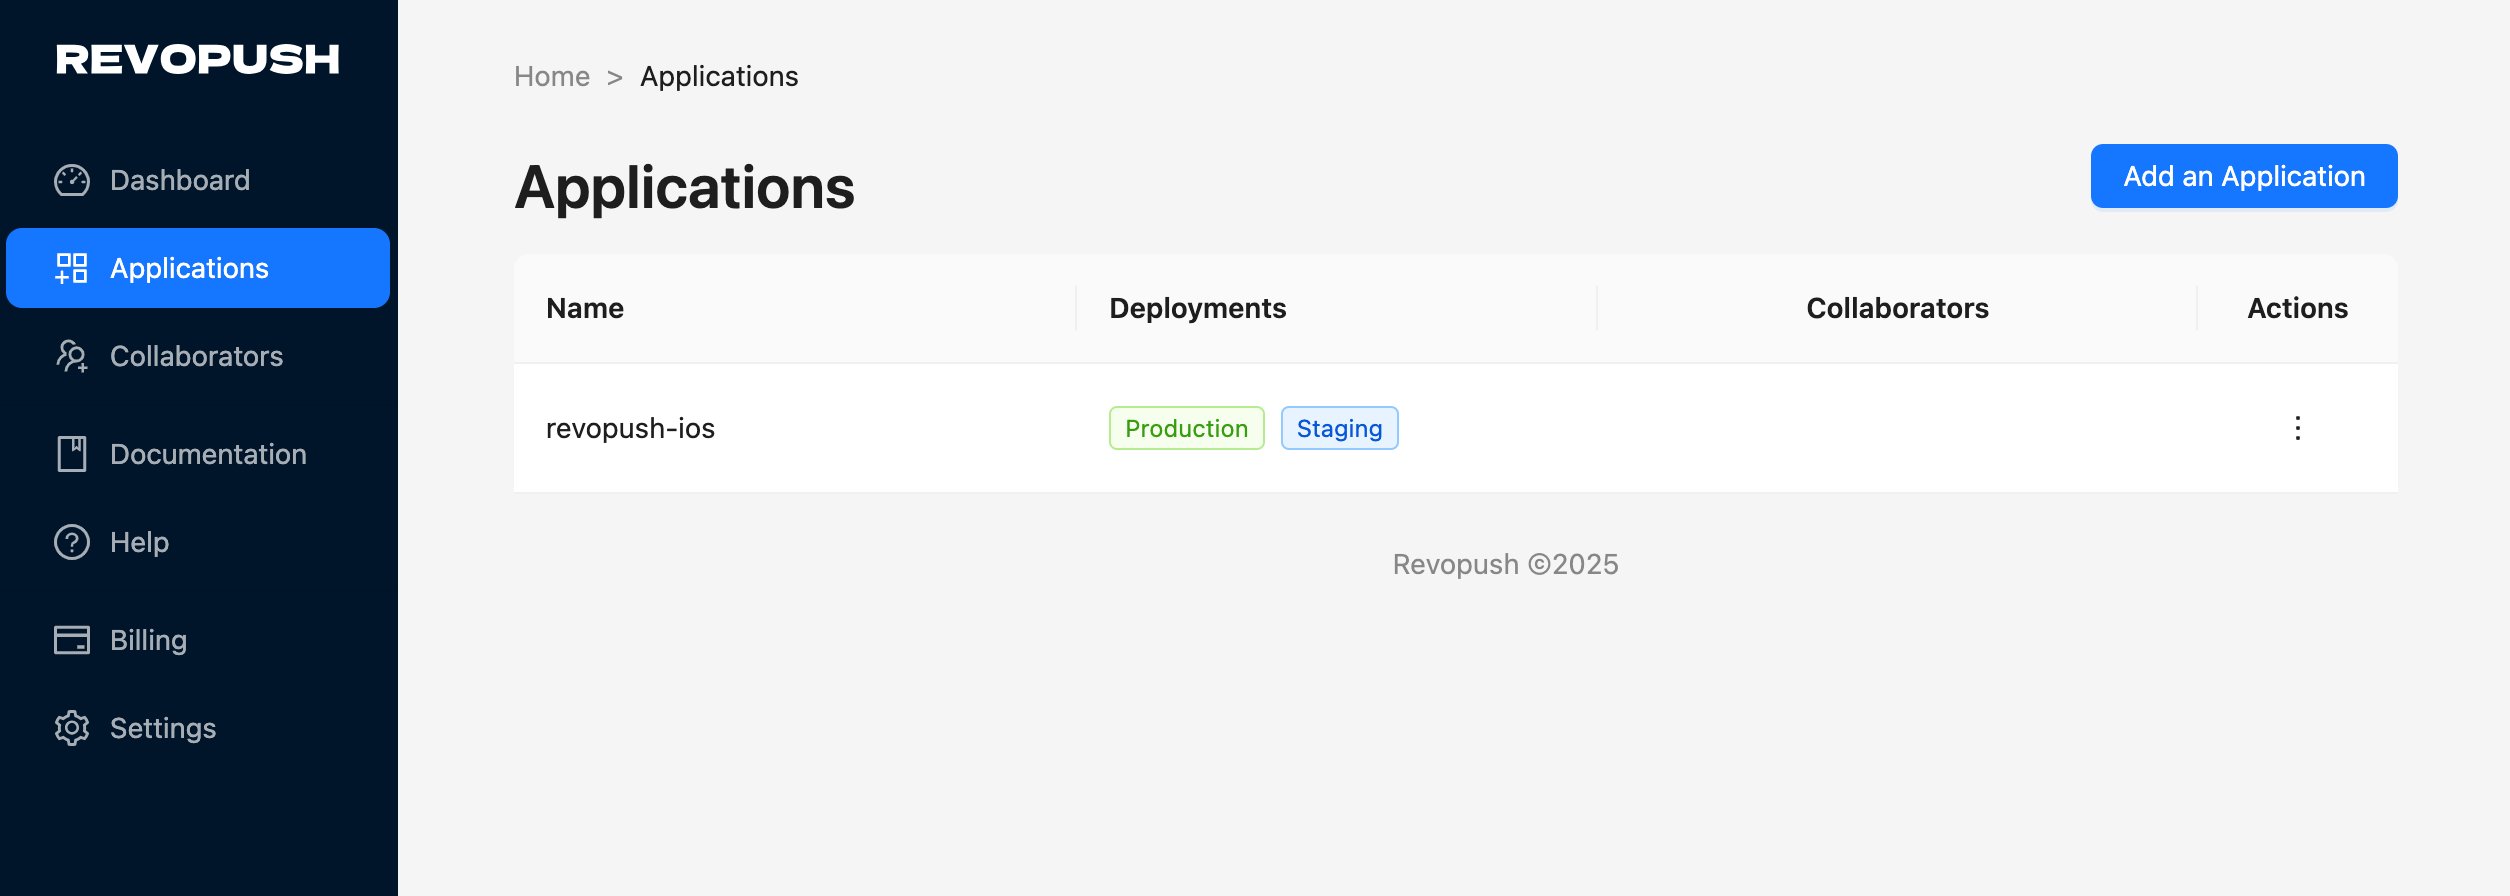 REVOPUSH
Dashboard
Applications
Collaborators
Documentation
Help
Billing
Settings
Home > Applications
Applications
Add an Application
Name Deployments Collaborators Actions
revopush-ios Production Staging
Revopush ©2025